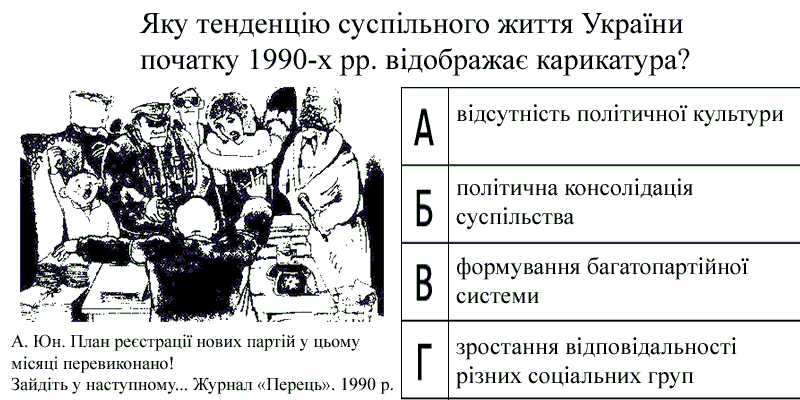 Яку тенденцію суспільного життя України
початку 1990-х рр. відображає карикатура?
А. Юн. План реєстрації нових партій у цьому
місяці перевиконано!
Зайдіть у наступному... Журнал «Перець». 1990 р.
А відсутність політичної культури
Б політична консолідація
суспільства
В формування багатопартійної
системи
Г зростання відповідальності
різних соціальних груп